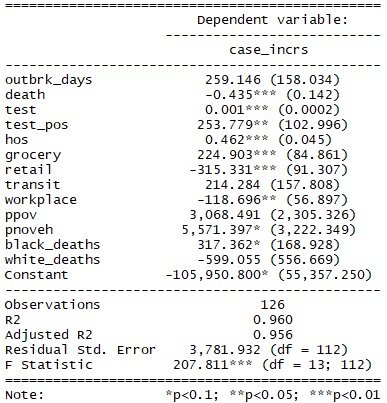 Dependent variable:
case_incrs
outbrk_days 259.146 (158.034)
death -0.435*** (0.142)
test 0.001*** (0.0002)
test_pos 253.779** (102.996)
hos 0.462*** (0.045)
grocery 224.903*** (84.861)
retail -315.331*** (91.307)
transit 214.284 (157.808)
workplace -118.696** (56.897)
ppov 3,068.491 (2,305.326)
pnoveh 5,571.397* (3,222.349)
black_deaths 317.362* (168.928)
white_deaths -599.055 (556.669)
Constant -105,950.800* (55,357.250)
Observations 126
R2 0.960
Adjusted R2 0.956
Residual Std. Error 3,781.932 (df = 112)
F Statistic 207.811*** (df = 13; 112)
Note: *p<0.1; **p<0.05; ***p<0.01